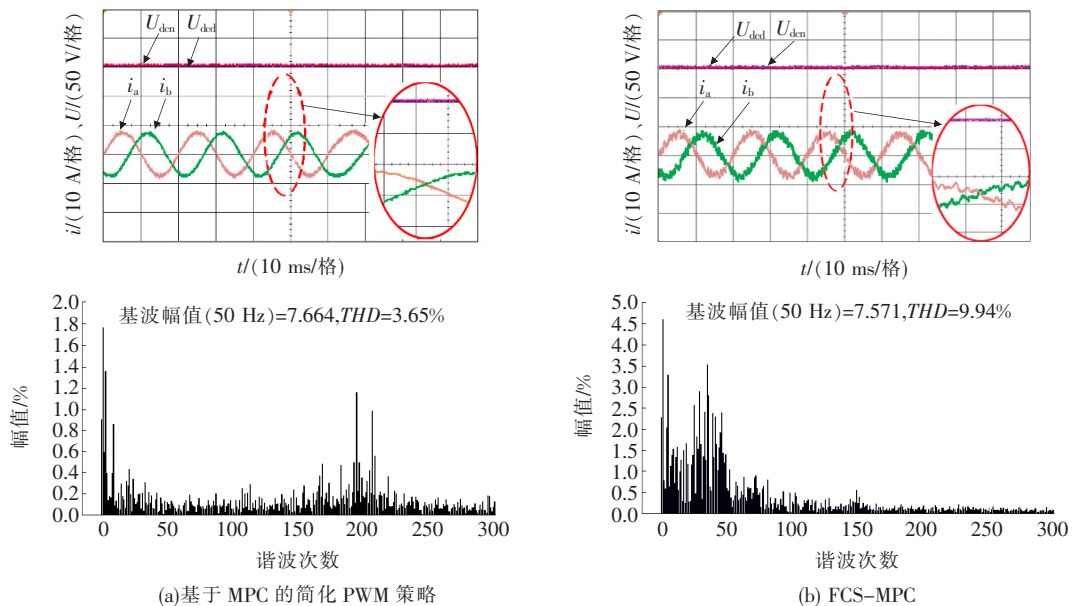 i/(10 A/格)、U/(50 V/格)
U_dcn U_dcd
i_a i_b
t/(10 ms/格)
基波幅值(50 Hz)=7.664,THD=3.65%
幅值/%
2.0
1.8
1.6
1.4
1.2
1.0
0.8
0.6
0.4
0.2
0.0
0 50 100 150 200 250 300
谐波次数
(a)基于 MPC 的简化 PWM 策略
i/(10 A/格)、U/(50 V/格)
U_dcd U_dcn
i_a i_b
t/(10 ms/格)
基波幅值(50 Hz)=7.571,THD=9.94%
幅值/%
5.0
4.5
4.0
3.5
3.0
2.5
2.0
1.5
1.0
0.5
0.0
0 50 100 150 200 250 300
谐波次数
(b) FCS-MPC